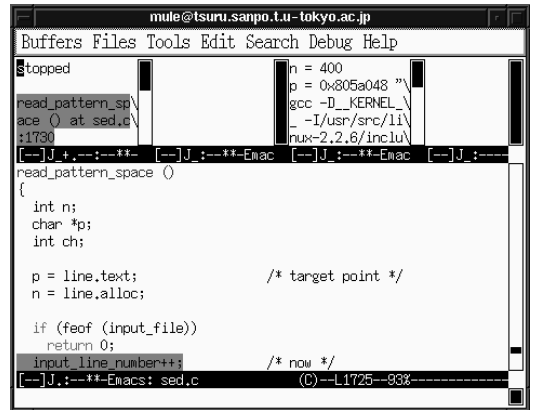 mule@tsuru.sanpo.t.u-tokyo.ac.jp
Buffers Files Tools Edit Search Debug Help
stopped
read_pattern_sp\
ace () at sed.c\
:1730
n = 400
p = 0x805a048 "\
gcc -D__KERNEL_\
_ -I/usr/src/li\
nux-2.2.6/inclu\
[--]J_+.--:--**- [--]J_:--**-Emac [--]J_:--**-Emac [--]J_:----
read_pattern_space ()
{
int n;
char *p;
int ch;
p = line.text; /* target point */
n = line.alloc;
if (feof (input_file))
return 0;
input_line_number++; /* now */
[--]J.:--**-Emacs: sed.c (C)--L1725--93%--------------